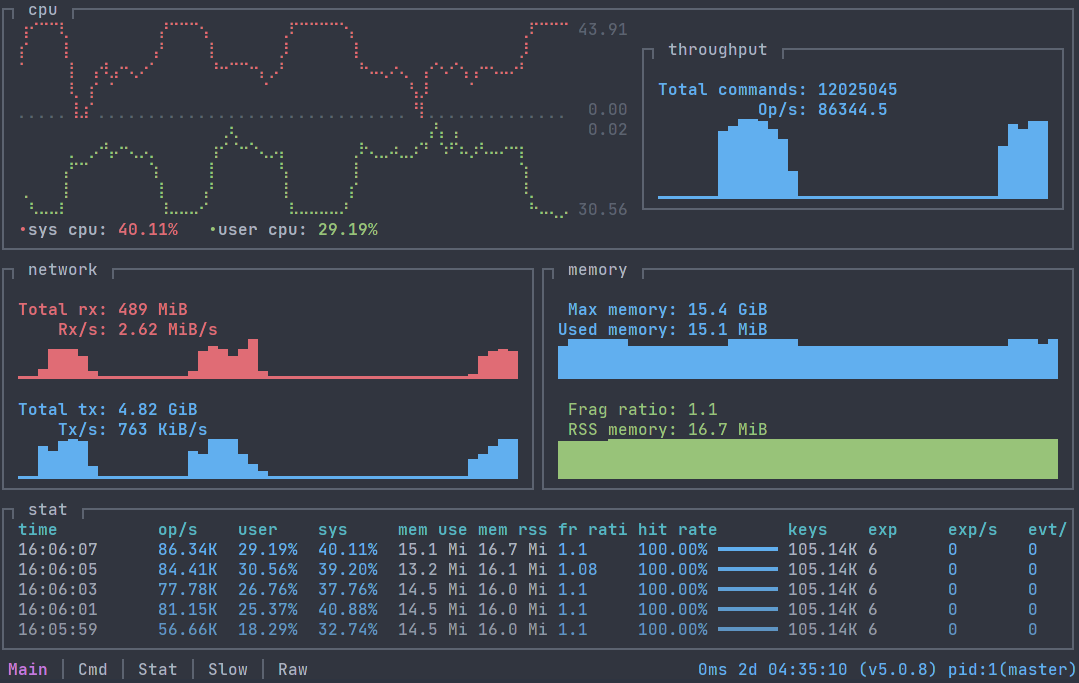 cpu
43.91
throughput
Total commands: 12025045
Op/s: 86344.5
0.00
0.02
30.56
•sys cpu: 40.11% •user cpu: 29.19%
network
Total rx: 489 MiB
Rx/s: 2.62 MiB/s
Total tx: 4.82 GiB
Tx/s: 763 KiB/s
memory
Max memory: 15.4 GiB
Used memory: 15.1 MiB
Frag ratio: 1.1
RSS memory: 16.7 MiB
stat
time op/s user sys mem use mem rss fr rati hit rate keys exp exp/s evt/
16:06:07 86.34K 29.19% 40.11% 15.1 Mi 16.7 Mi 1.1 100.00% 105.14K 6 0 0
16:06:05 84.41K 30.56% 39.20% 13.2 Mi 16.1 Mi 1.08 100.00% 105.14K 6 0 0
16:06:03 77.78K 26.76% 37.76% 14.5 Mi 16.0 Mi 1.1 100.00% 105.14K 6 0 0
16:06:01 81.15K 25.37% 40.88% 14.5 Mi 16.0 Mi 1.1 100.00% 105.14K 6 0 0
16:05:59 56.66K 18.29% 32.74% 14.5 Mi 16.0 Mi 1.1 100.00% 105.14K 6 0 0
Main | Cmd | Stat | Slow | Raw 0ms 2d 04:35:10 (v5.0.8) pid:1(master)